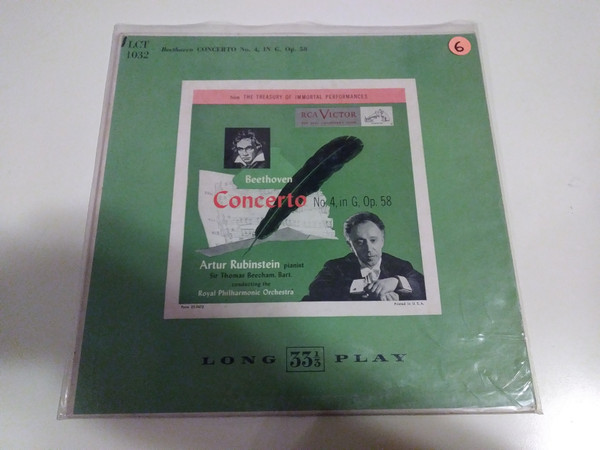 LCT
1032
Beethoven CONCERTO No. 4, IN G, Op. 58
6
THE TREASURY OF IMMORTAL PERFORMANCES
RCA VICTOR
Beethoven
Concerto No. 4, in G, Op. 58
Artur Rubinstein pianist
Sir Thomas Beecham, Bart.
conducting the
Royal Philharmonic Orchestra
Printed in U.S.A.
LONG 33 1/3 PLAY